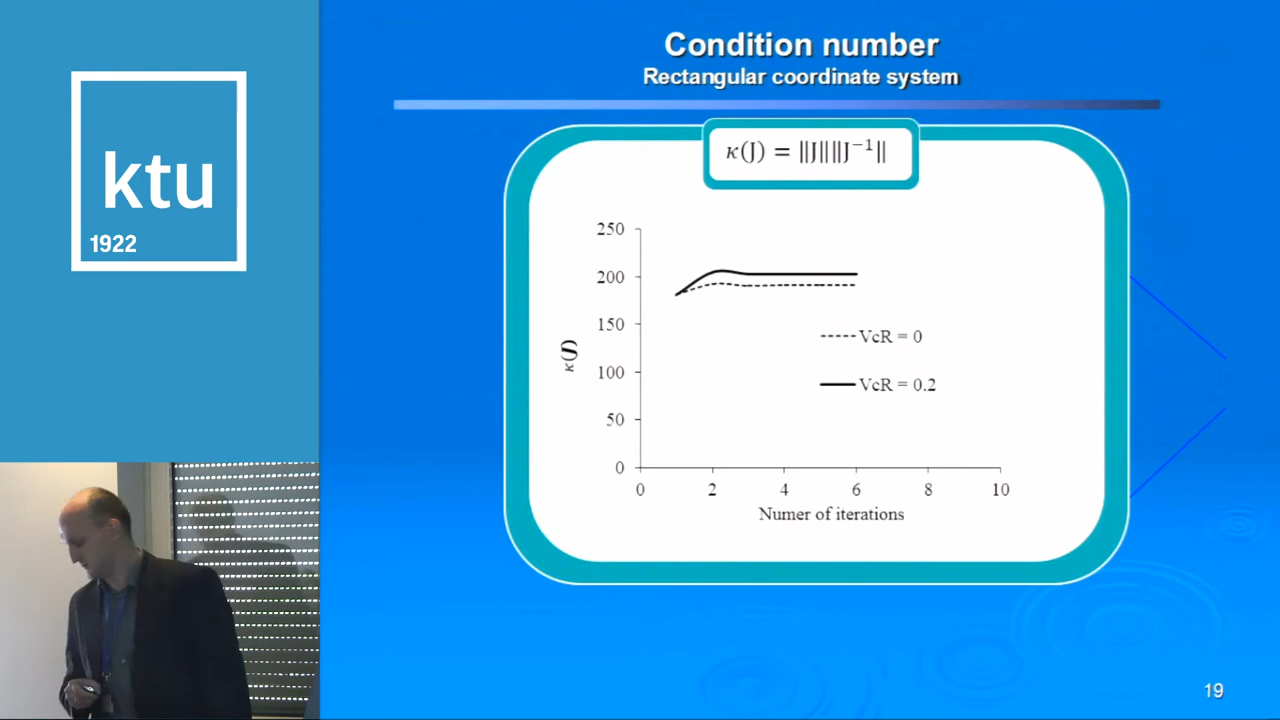 ktu
1922
Condition number
Rectangular coordinate system
κ(J) = ‖J‖‖J⁻¹‖
250
200
150
100
50
0
κ(J)
0 2 4 6 8 10
Numer of iterations
VcR = 0
VcR = 0.2
19